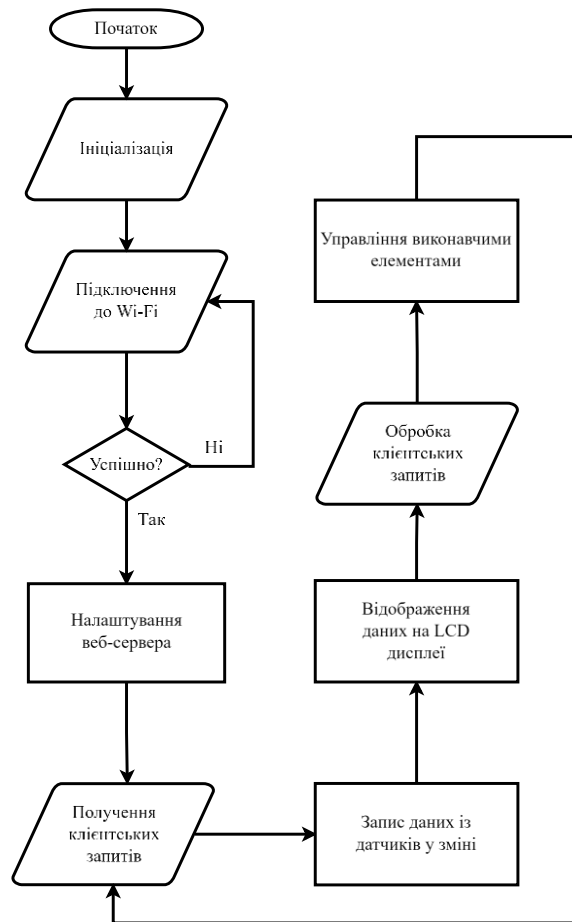 Початок
Ініціалізація
Підключення
до Wi-Fi
Успішно?
Ні
Так
Налаштування
веб-сервера
Получення
клієнтських
запитів
Запис даних із
датчиків у зміні
Відображення
даних на LCD
дисплеї
Обробка
клієнтських
запитів
Управління виконавчими
елементами